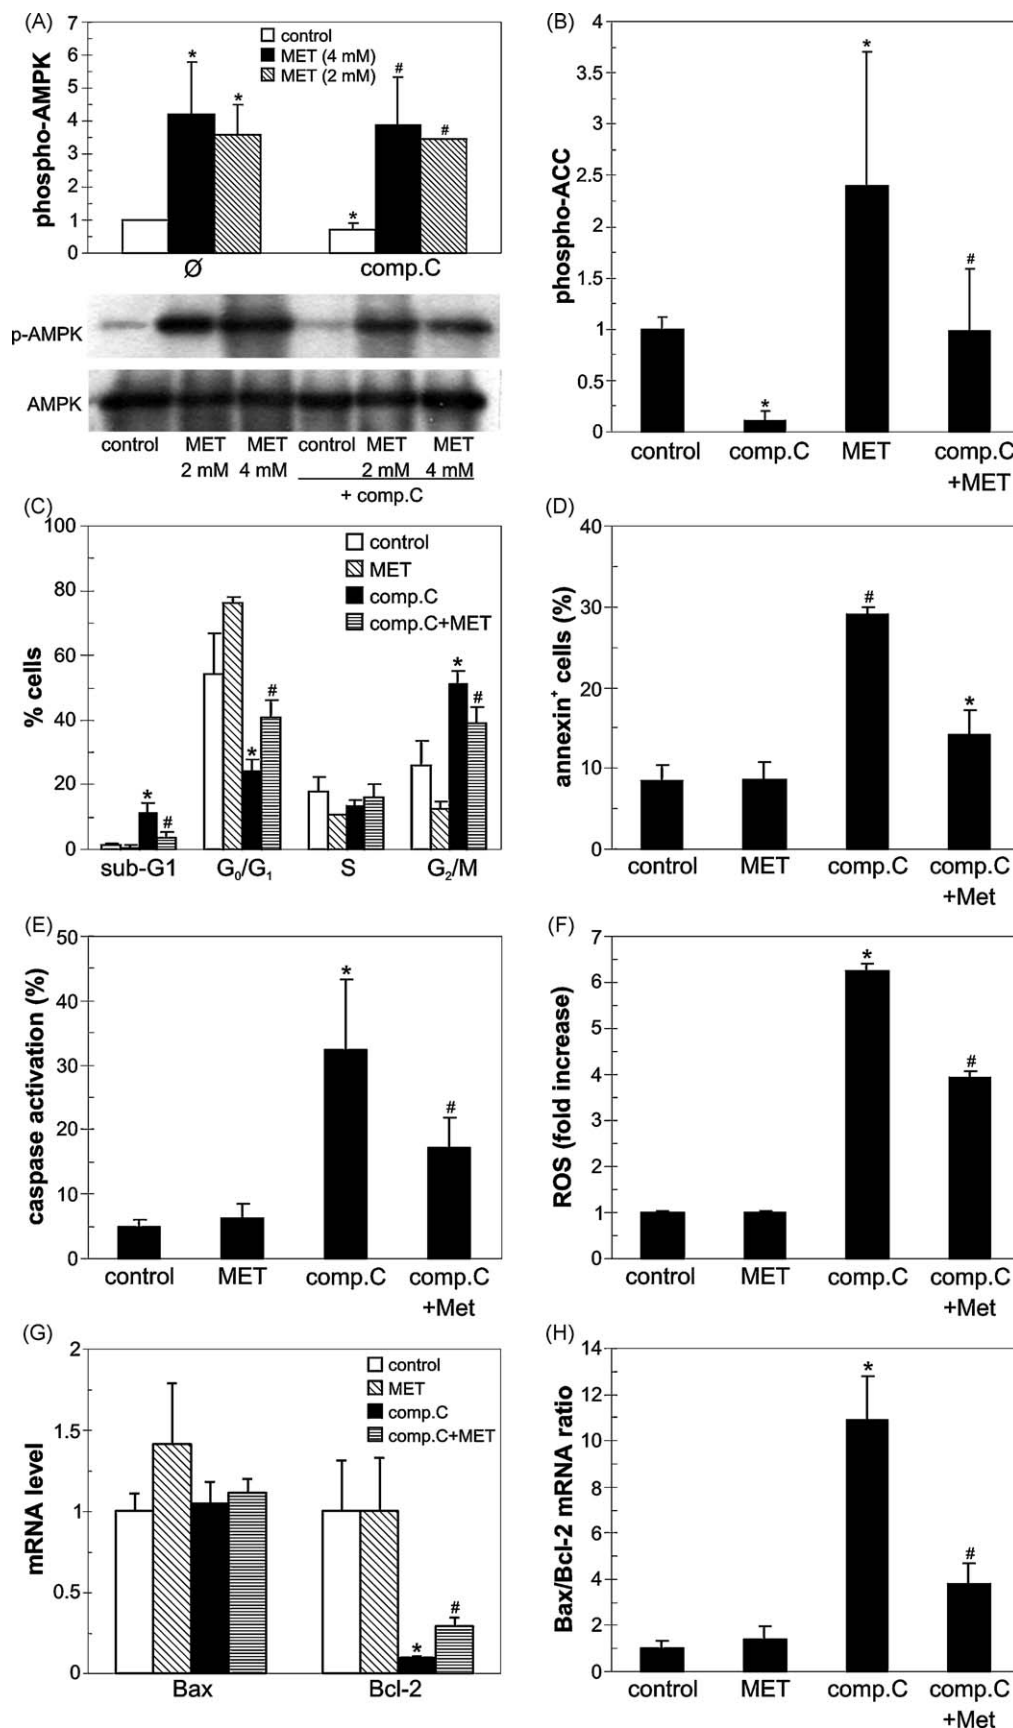 (A)
phospho-AMPK
7
6
5
4
3
2
1
0
control
MET (4 mM)
MET (2 mM)
*
*
*
#
#
Ø
comp.C
p-AMPK
AMPK
control
MET
2 mM
MET
4 mM
control
MET
2 mM
MET
4 mM
+ comp.C
(B)
phospho-ACC
4
3.5
3
2.5
2
1.5
1
0.5
0
*
*
#
control
comp.C
MET
comp.C
+MET
(C)
% cells
100
80
60
40
20
0
control
MET
comp.C
comp.C+MET
*
#
*
#
*
#
sub-G1
G0/G1
S
G2/M
(D)
annexin+ cells (%)
40
30
20
10
0
#
*
control
MET
comp.C
comp.C
+Met
(E)
caspase activation (%)
50
40
30
20
10
0
*
#
control
MET
comp.C
comp.C
+Met
(F)
ROS (fold increase)
7
6
5
4
3
2
1
0
*
#
control
MET
comp.C
comp.C
+Met
(G)
mRNA level
2
1.5
1
0.5
0
control
MET
comp.C
comp.C+MET
*
#
Bax
Bcl-2
(H)
Bax/Bcl-2 mRNA ratio
14
12
10
8
6
4
2
0
*
#
control
MET
comp.C
comp.C
+Met